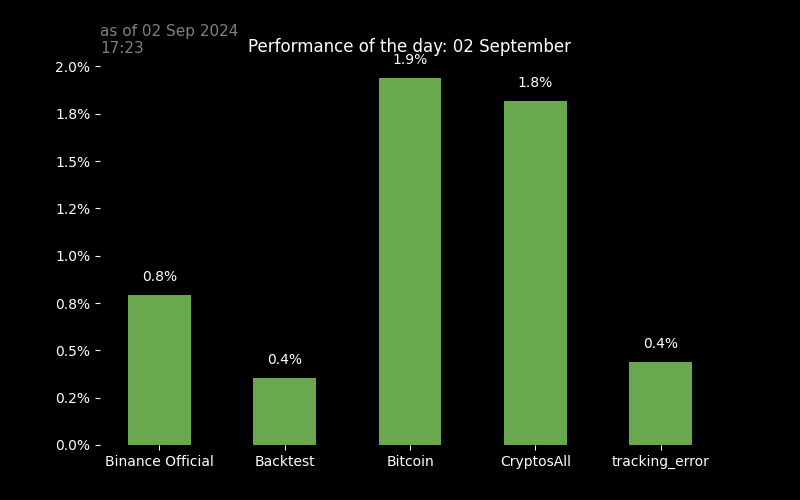 as of 02 Sep 2024
17:23
Performance of the day: 02 September
2.0%
1.8%
1.5%
1.2%
1.0%
0.8%
0.5%
0.2%
0.0%
0.8%
0.4%
1.9%
1.8%
0.4%
Binance Official
Backtest
Bitcoin
CryptosAll
tracking_error